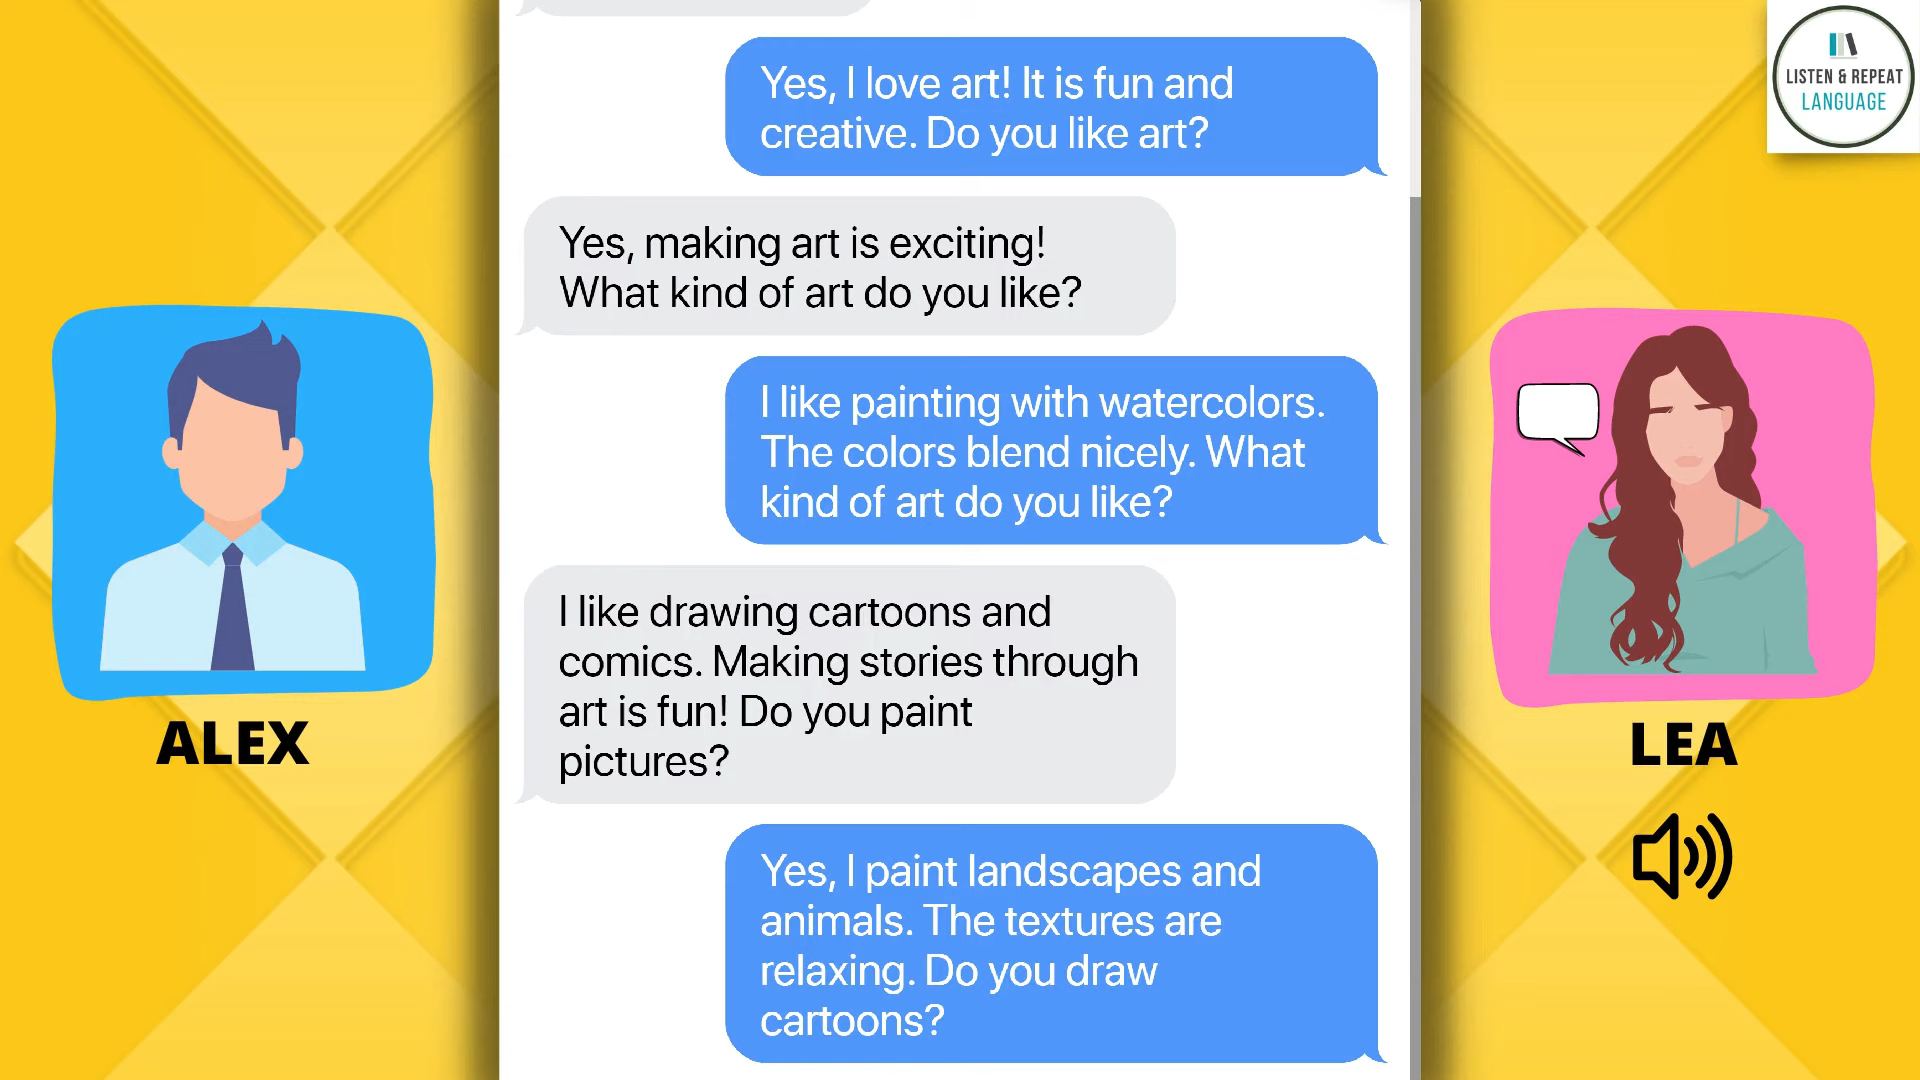 Yes, I love art! It is fun and
creative. Do you like art?
Yes, making art is exciting!
What kind of art do you like?
I like painting with watercolors.
The colors blend nicely. What
kind of art do you like?
I like drawing cartoons and
comics. Making stories through
art is fun! Do you paint
pictures?
Yes, I paint landscapes and
animals. The textures are
relaxing. Do you draw
cartoons?
ALEX
LEA
LISTEN & REPEAT
LANGUAGE